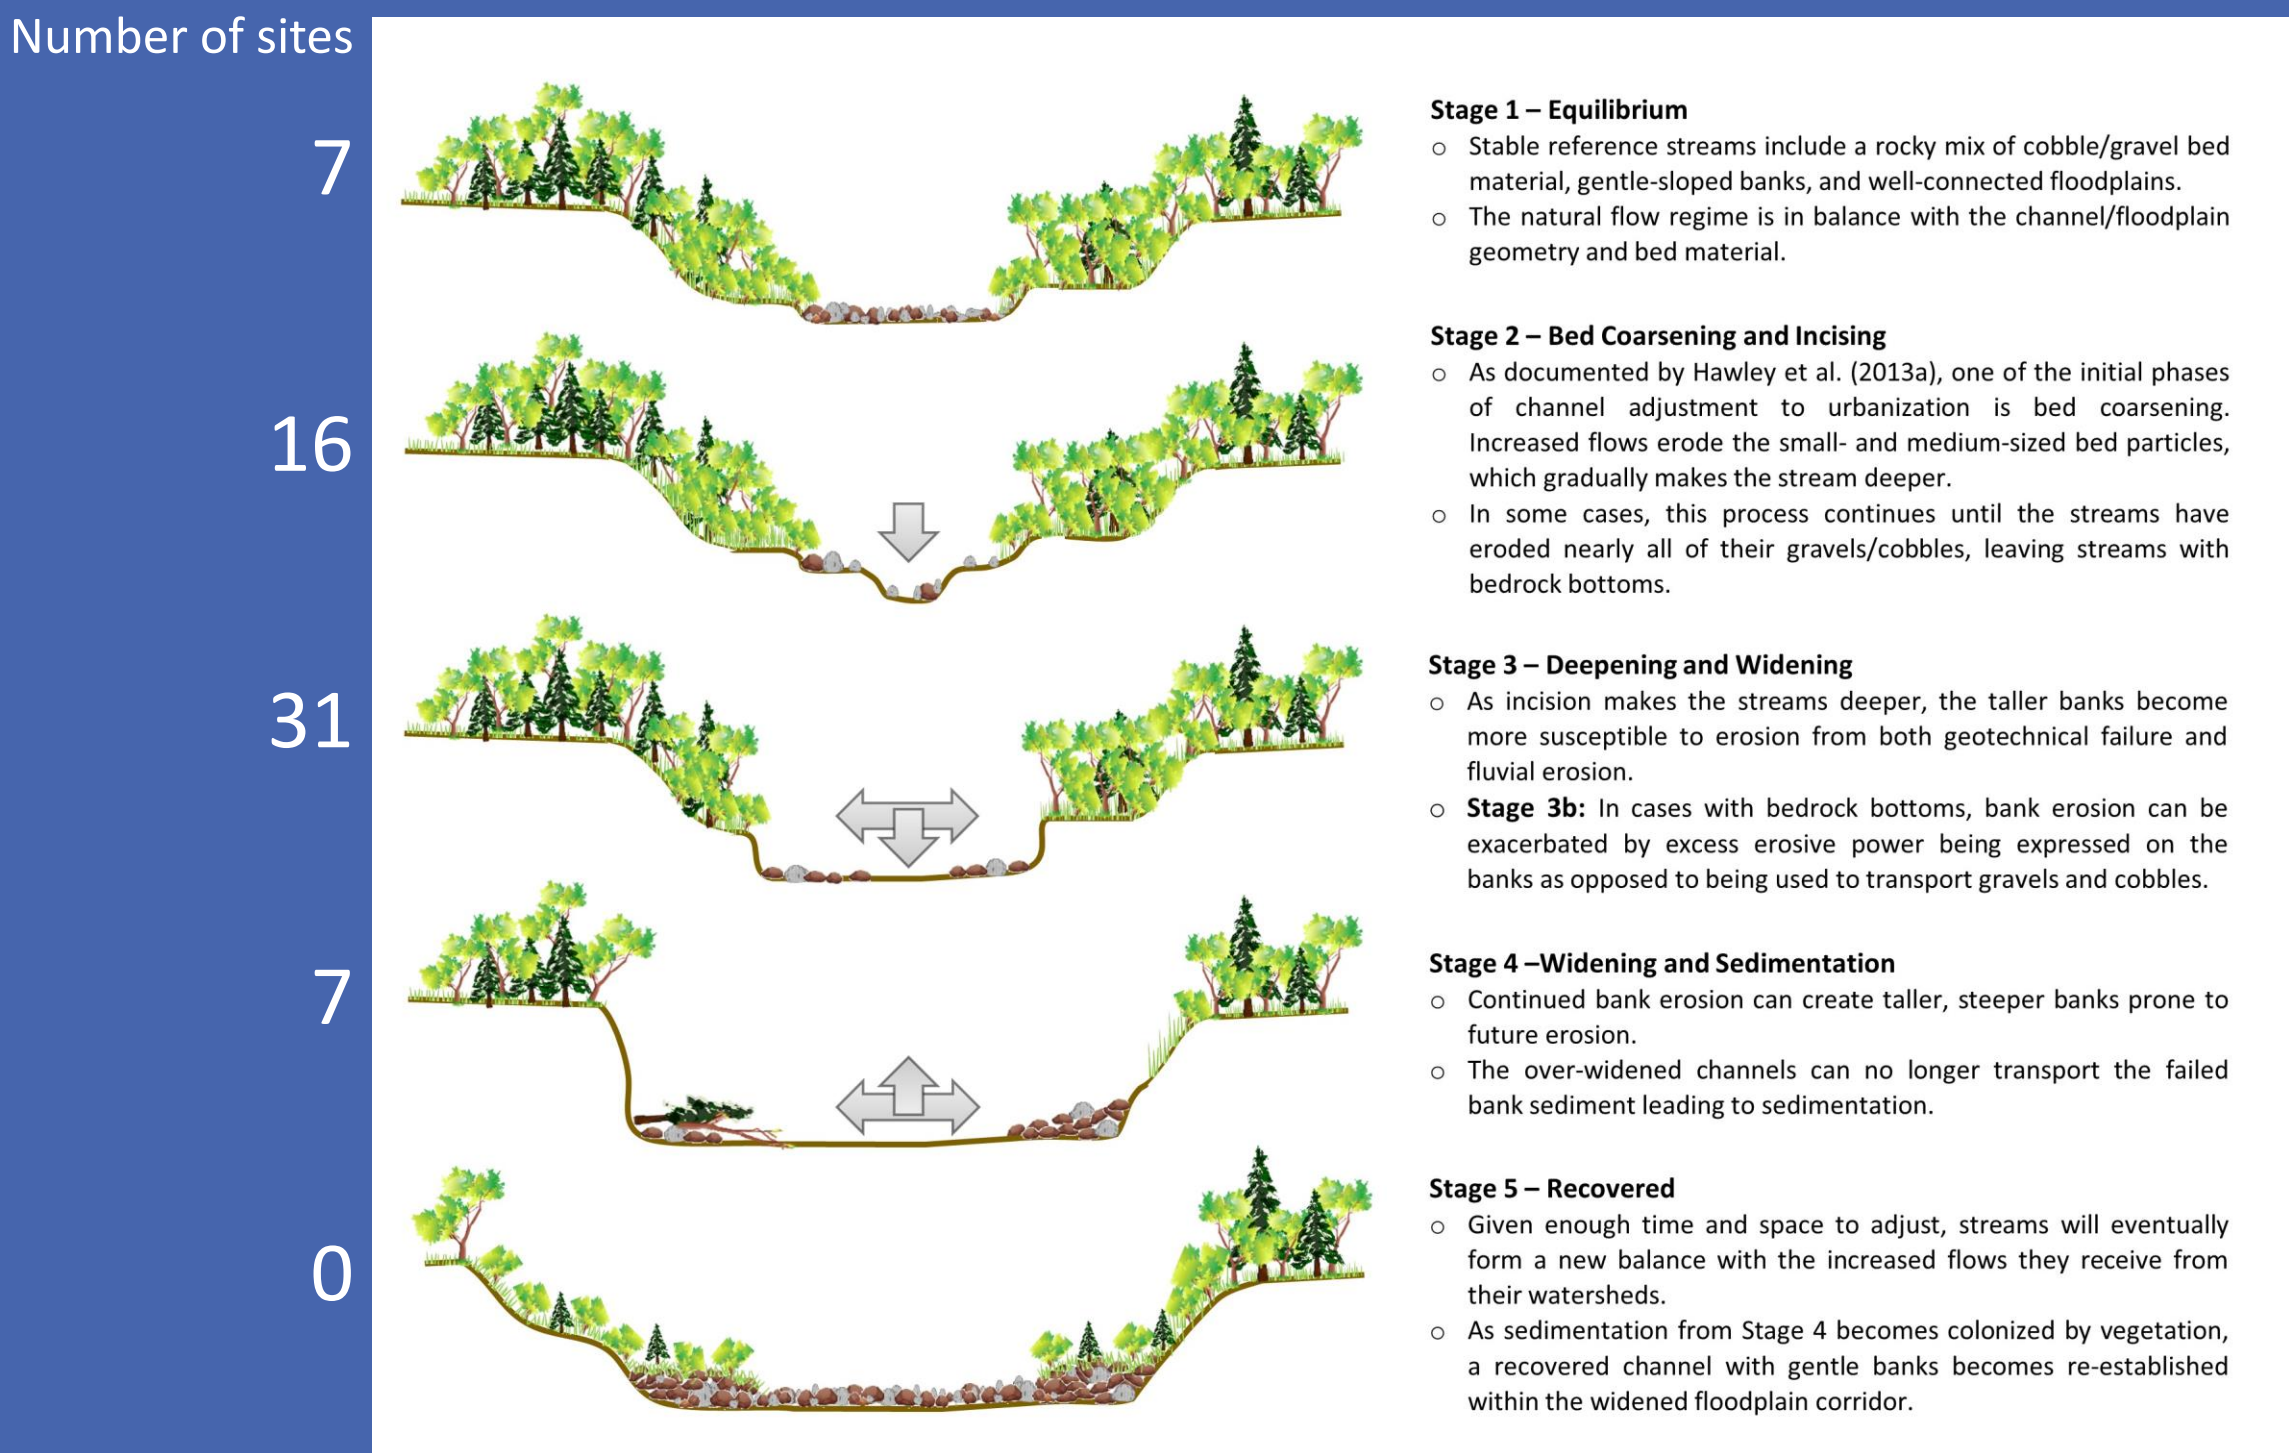 Number of sites
7
Stage 1 – Equilibrium
o Stable reference streams include a rocky mix of cobble/gravel bed
material, gentle-sloped banks, and well-connected floodplains.
o The natural flow regime is in balance with the channel/floodplain
geometry and bed material.
16
Stage 2 – Bed Coarsening and Incising
o As documented by Hawley et al. (2013a), one of the initial phases
of channel adjustment to urbanization is bed coarsening.
Increased flows erode the small- and medium-sized bed particles,
which gradually makes the stream deeper.
o In some cases, this process continues until the streams have
eroded nearly all of their gravels/cobbles, leaving streams with
bedrock bottoms.
31
Stage 3 – Deepening and Widening
o As incision makes the streams deeper, the taller banks become
more susceptible to erosion from both geotechnical failure and
fluvial erosion.
o Stage 3b: In cases with bedrock bottoms, bank erosion can be
exacerbated by excess erosive power being expressed on the
banks as opposed to being used to transport gravels and cobbles.
7
Stage 4 –Widening and Sedimentation
o Continued bank erosion can create taller, steeper banks prone to
future erosion.
o The over-widened channels can no longer transport the failed
bank sediment leading to sedimentation.
0
Stage 5 – Recovered
o Given enough time and space to adjust, streams will eventually
form a new balance with the increased flows they receive from
their watersheds.
o As sedimentation from Stage 4 becomes colonized by vegetation,
a recovered channel with gentle banks becomes re-established
within the widened floodplain corridor.